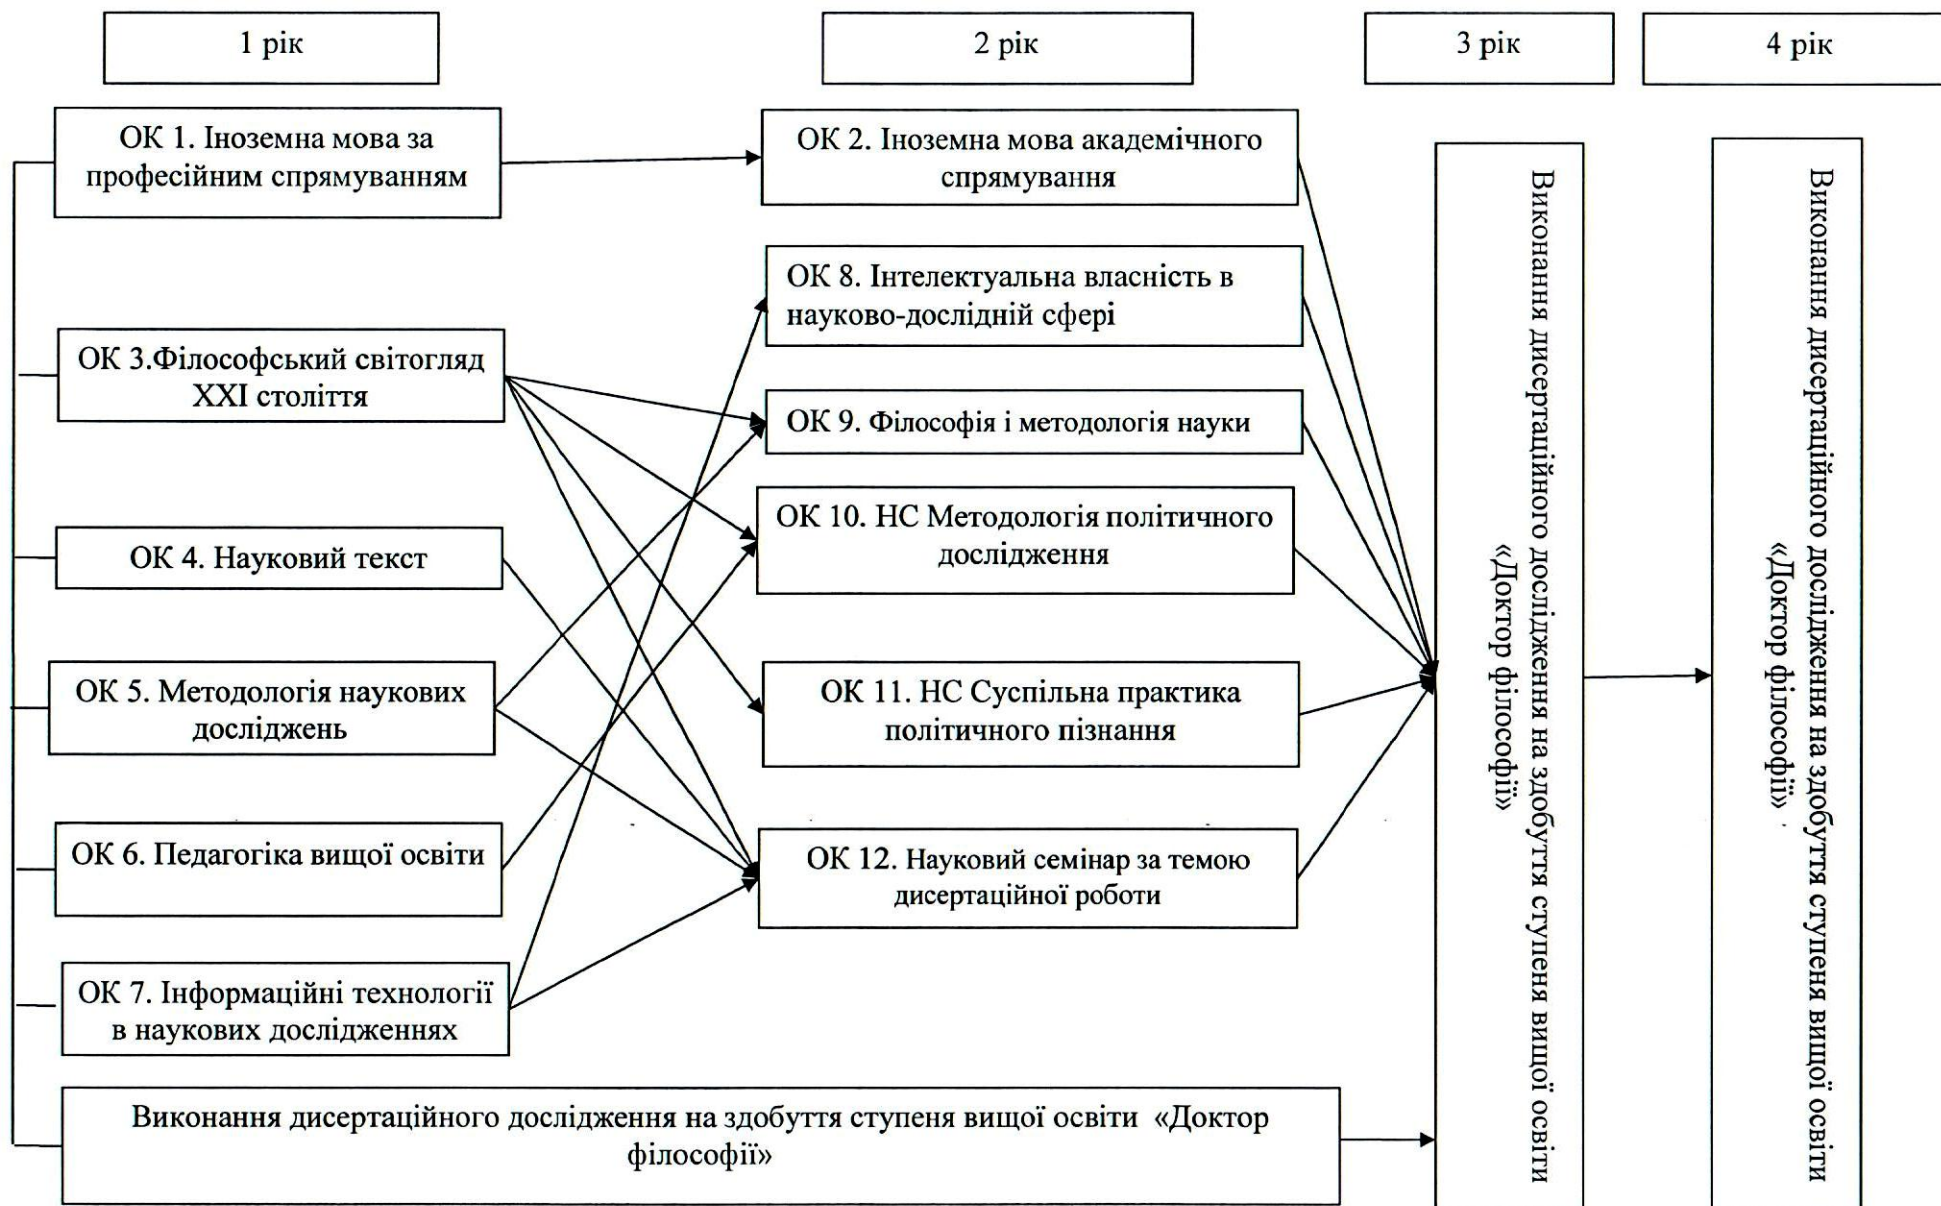 1 рік
2 рік
3 рік
4 рік
ОК 1. Іноземна мова за
професійним спрямуванням
ОК 2. Іноземна мова академічного
спрямування
ОК 8. Інтелектуальна власність в
науково-дослідній сфері
ОК 3.Філософський світогляд
ХХІ століття
ОК 9. Філософія і методологія науки
ОК 10. НС Методологія політичного
дослідження
ОК 4. Науковий текст
ОК 5. Методологія наукових
досліджень
ОК 11. НС Суспільна практика
політичного пізнання
ОК 6. Педагогіка вищої освіти
ОК 12. Науковий семінар за темою
дисертаційної роботи
ОК 7. Інформаційні технології
в наукових дослідженнях
Виконання дисертаційного дослідження на здобуття ступеня вищої освіти «Доктор
філософії»
Виконання дисертаційного дослідження на здобуття ступеня вищої освіти
«Доктор філософії»
Виконання дисертаційного дослідження на здобуття ступеня вищої освіти
«Доктор філософії»